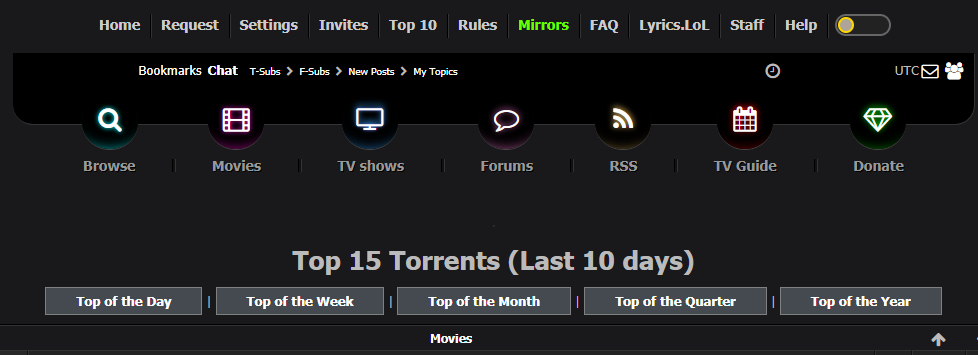 Home Request Settings Invites Top 10 Rules Mirrors FAQ Lyrics.LoL Staff Help
Bookmarks Chat T-Subs F-Subs New Posts My Topics UTC
Browse Movies TV shows Forums RSS TV Guide Donate
Top 15 Torrents (Last 10 days)
Top of the Day | Top of the Week | Top of the Month | Top of the Quarter | Top of the Year
Movies